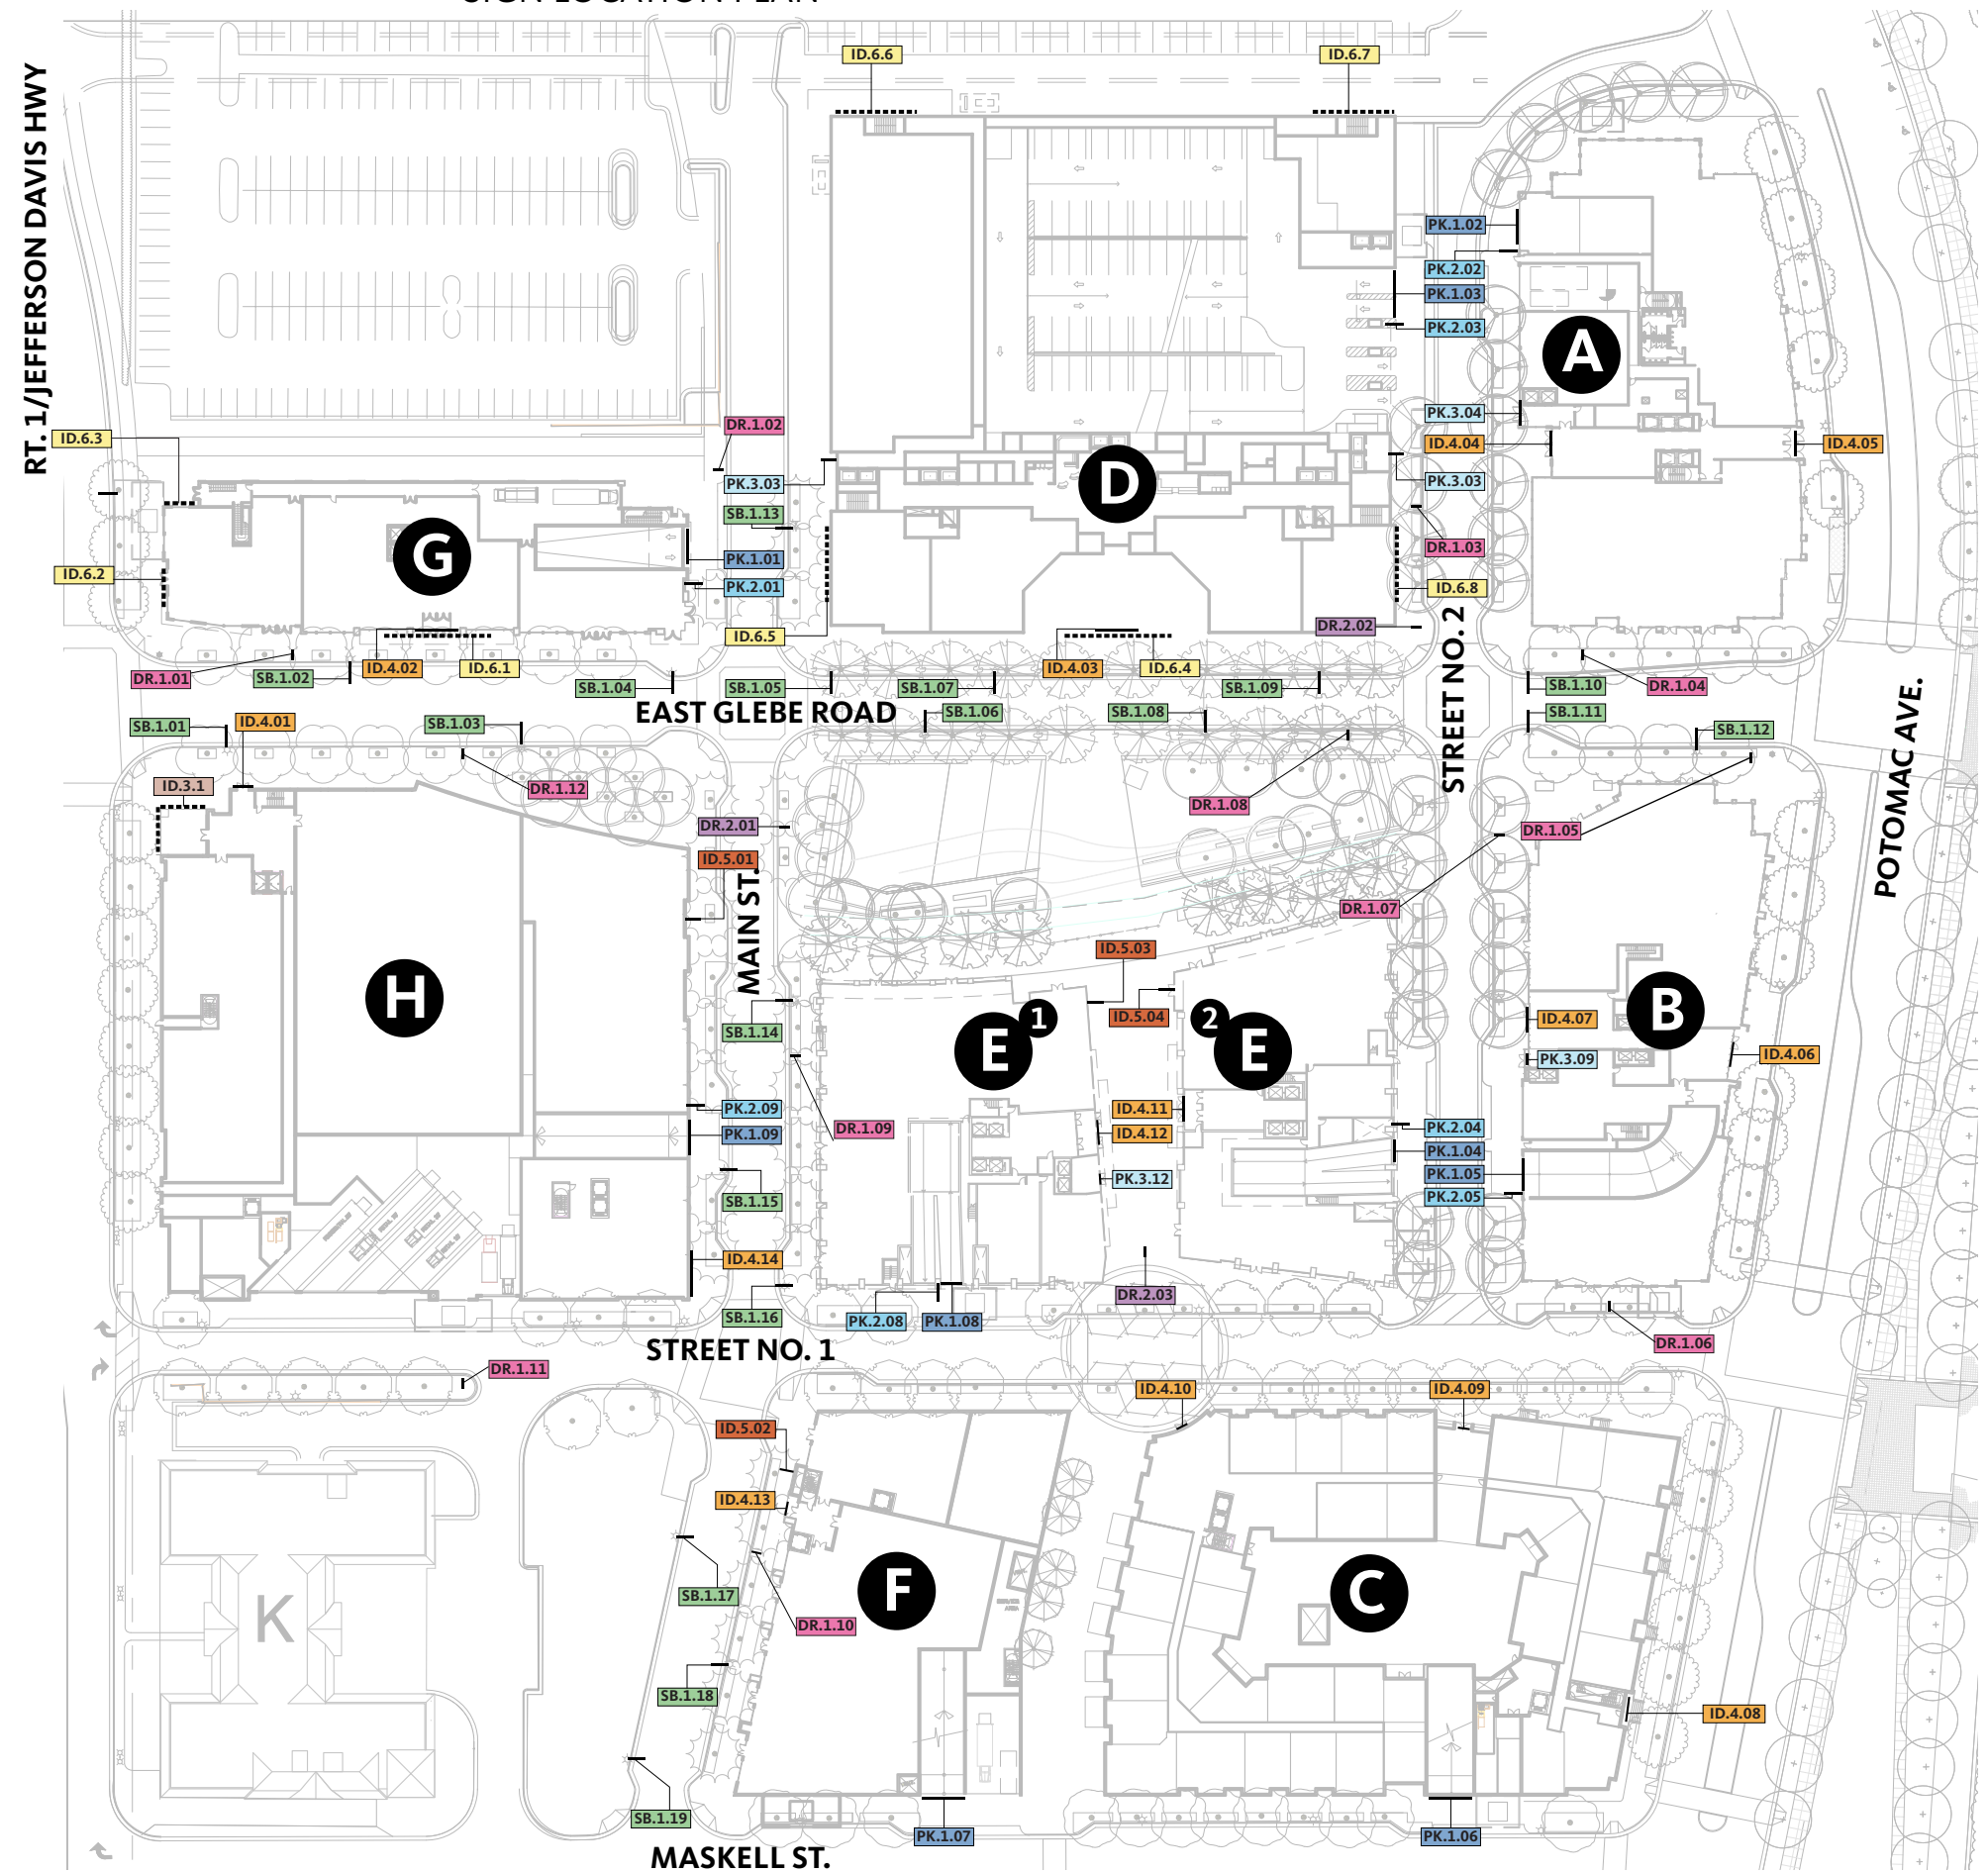 SIGN LOCATION PLAN
ID.6.6
ID.6.7
RT. 1/JEFFERSON DAVIS HWY
PK.1.02
PK.2.02
PK.1.03
PK.2.03
A
PK.3.04
ID.4.04
ID.4.05
ID.6.3
DR.1.02
PK.3.03
D
PK.3.03
SB.1.13
G
PK.1.01
DR.1.03
ID.6.2
PK.2.01
ID.6.8
ID.6.5
DR.2.02
STREET NO. 2
DR.1.01
SB.1.02
ID.4.02
ID.6.1
SB.1.04
SB.1.05
SB.1.07
ID.4.03
ID.6.4
SB.1.09
SB.1.10
DR.1.04
EAST GLEBE ROAD
SB.1.01
ID.4.01
SB.1.03
SB.1.06
SB.1.08
SB.1.11
SB.1.12
POTOMAC AVE.
ID.3.1
DR.1.12
DR.1.08
DR.2.01
DR.1.05
ID.5.01
MAIN ST.
DR.1.07
H
ID.5.03
ID.5.04
SB.1.14
E
1
2
E
B
ID.4.07
PK.3.09
ID.4.06
PK.2.09
PK.1.09
DR.1.09
ID.4.11
ID.4.12
PK.3.12
PK.2.04
PK.1.04
PK.1.05
PK.2.05
SB.1.15
ID.4.14
SB.1.16
PK.2.08
PK.1.08
DR.2.03
DR.1.06
STREET NO. 1
DR.1.11
ID.4.10
ID.4.09
ID.5.02
ID.4.13
SB.1.17
F
C
K
DR.1.10
SB.1.18
ID.4.08
SB.1.19
PK.1.07
PK.1.06
MASKELL ST.